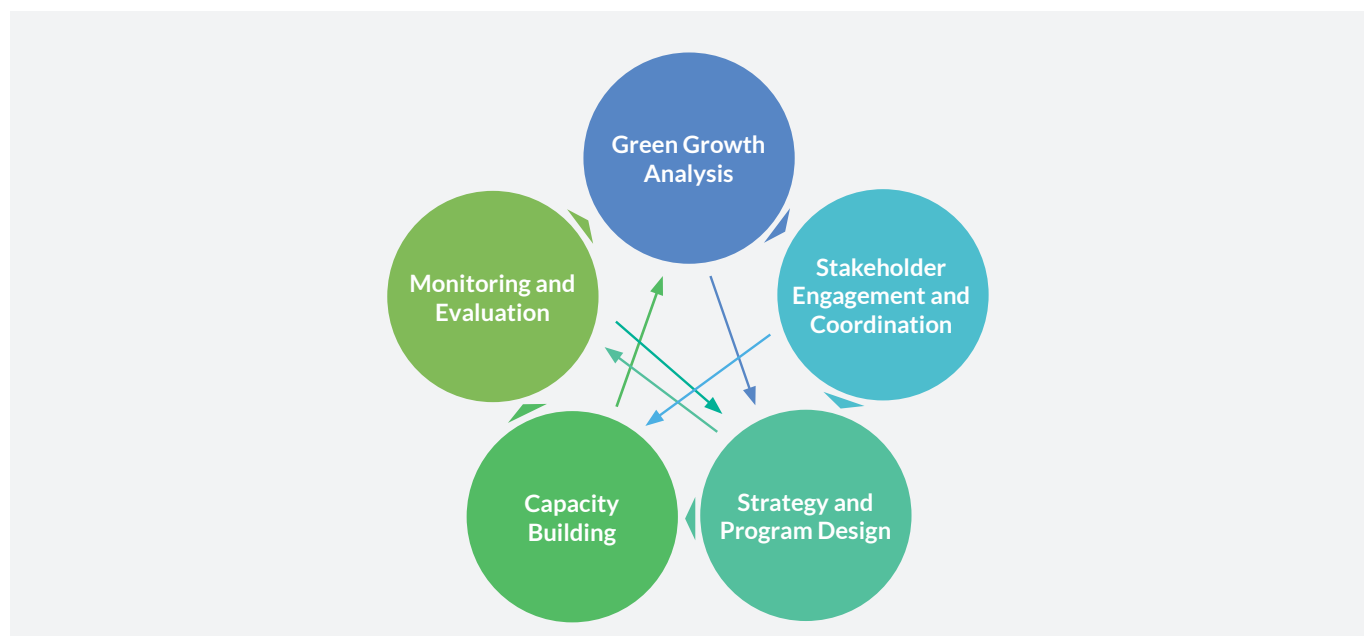 Green Growth
Analysis
Stakeholder
Engagement and
Coordination
Strategy and
Program Design
Capacity
Building
Monitoring and
Evaluation